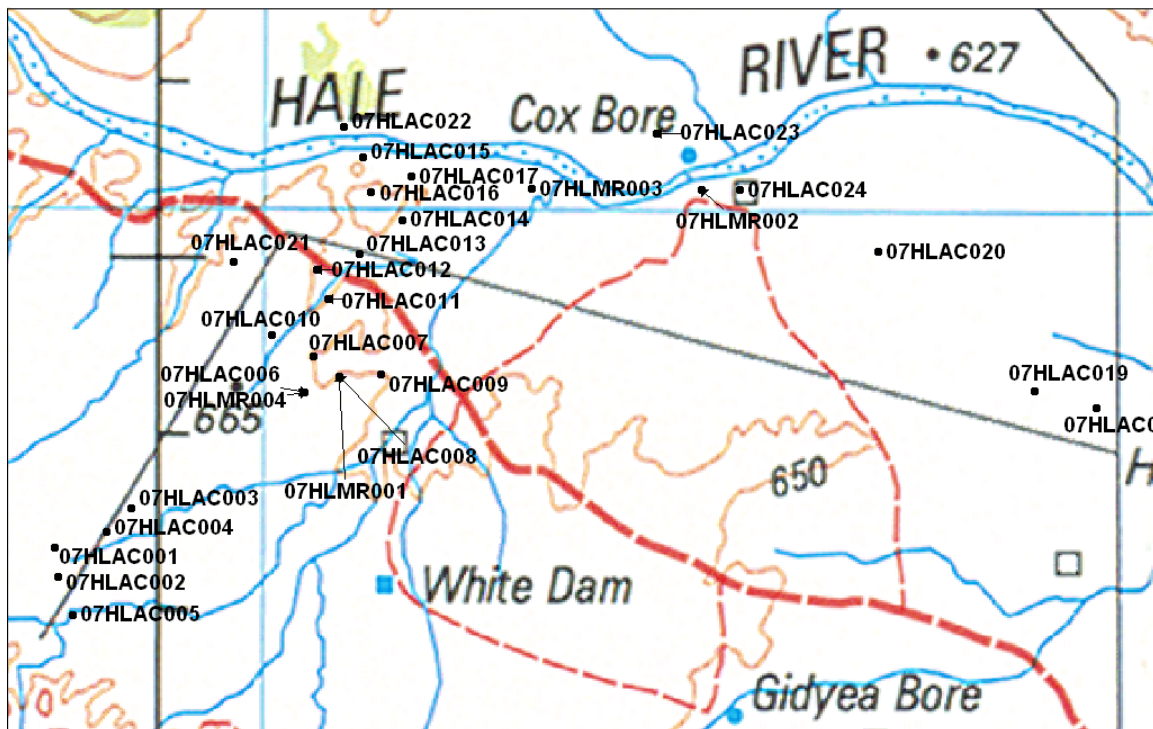 RIVER
627
HALE
Cox Bore
07HLAC022
07HLAC023
07HLAC015
07HLAC017
07HLAC016
07HLMR003
07HLAC024
07HLMR002
07HLAC014
07HLAC013
07HLAC021
07HLAC020
07HLAC012
07HLAC011
07HLAC010
07HLAC007
07HLAC006
07HLMR004
07HLAC009
07HLAC019
07HLAC0
665
07HLAC008
07HLMR001
650
H
07HLAC003
07HLAC004
07HLAC001
07HLAC002
07HLAC005
White Dam
Gidyea Bore